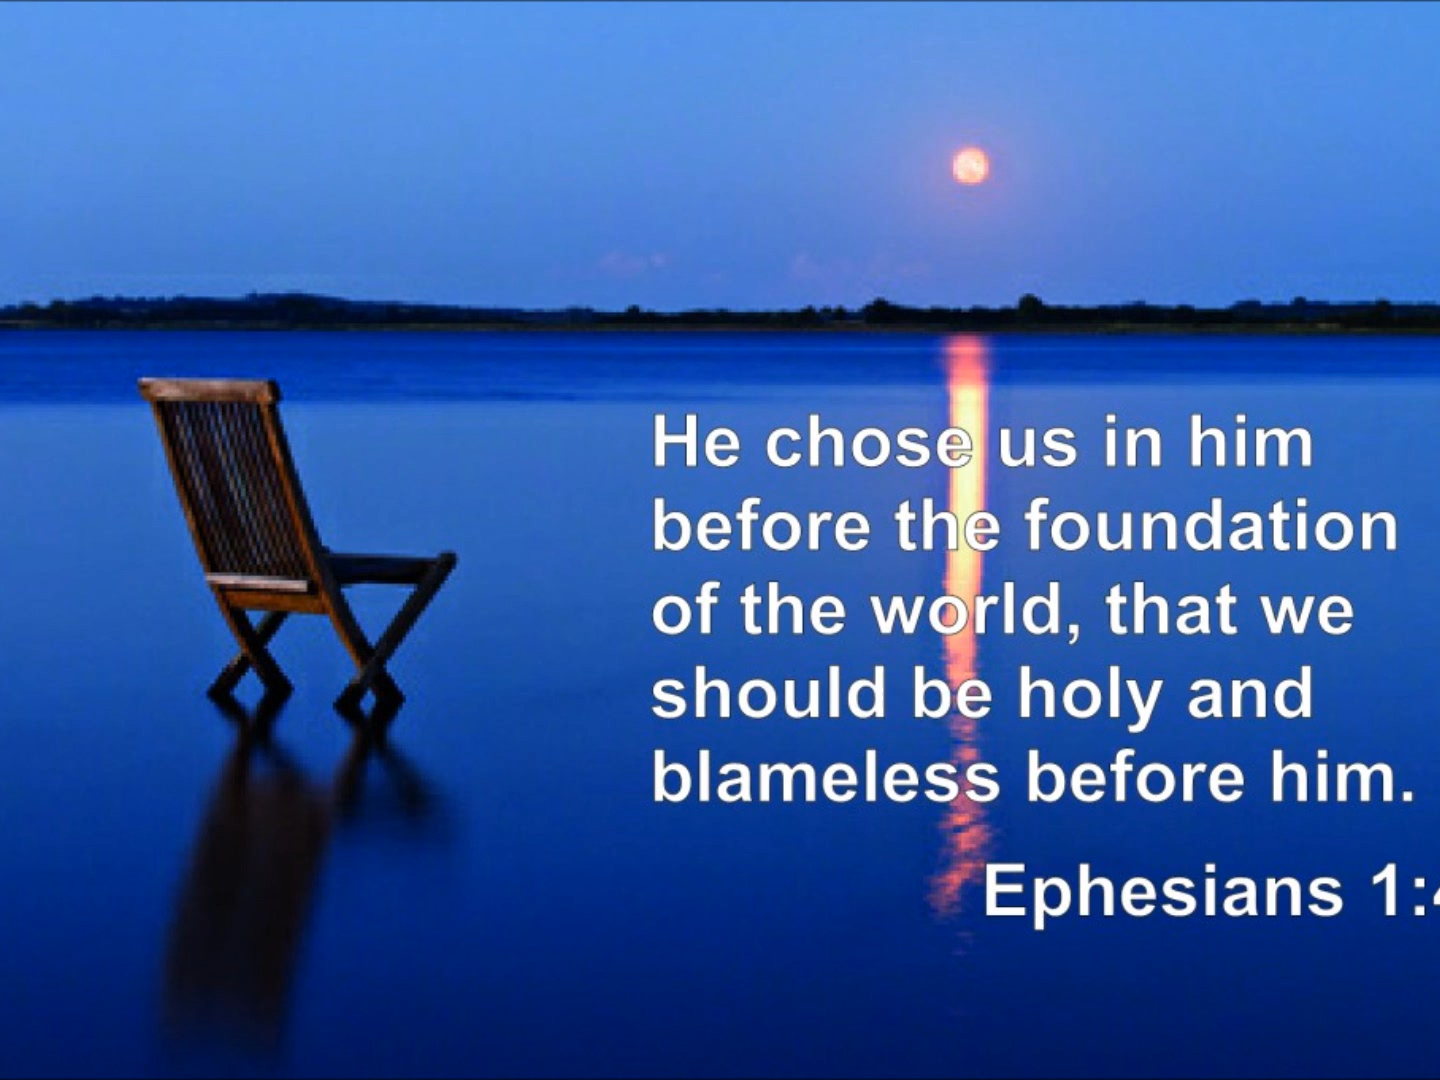 He chose us in him
before the foundation
of the world, that we
should be holy and
blameless before him.
Ephesians 1:4